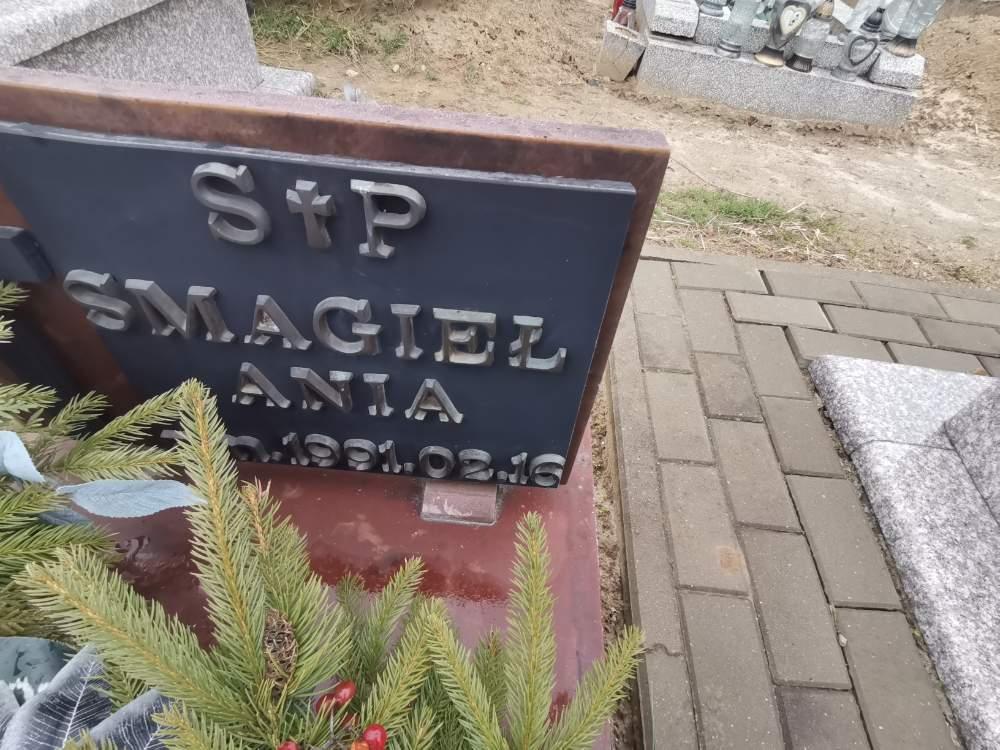 S✝P
SMAGIEL
ANIA
1991.02.16